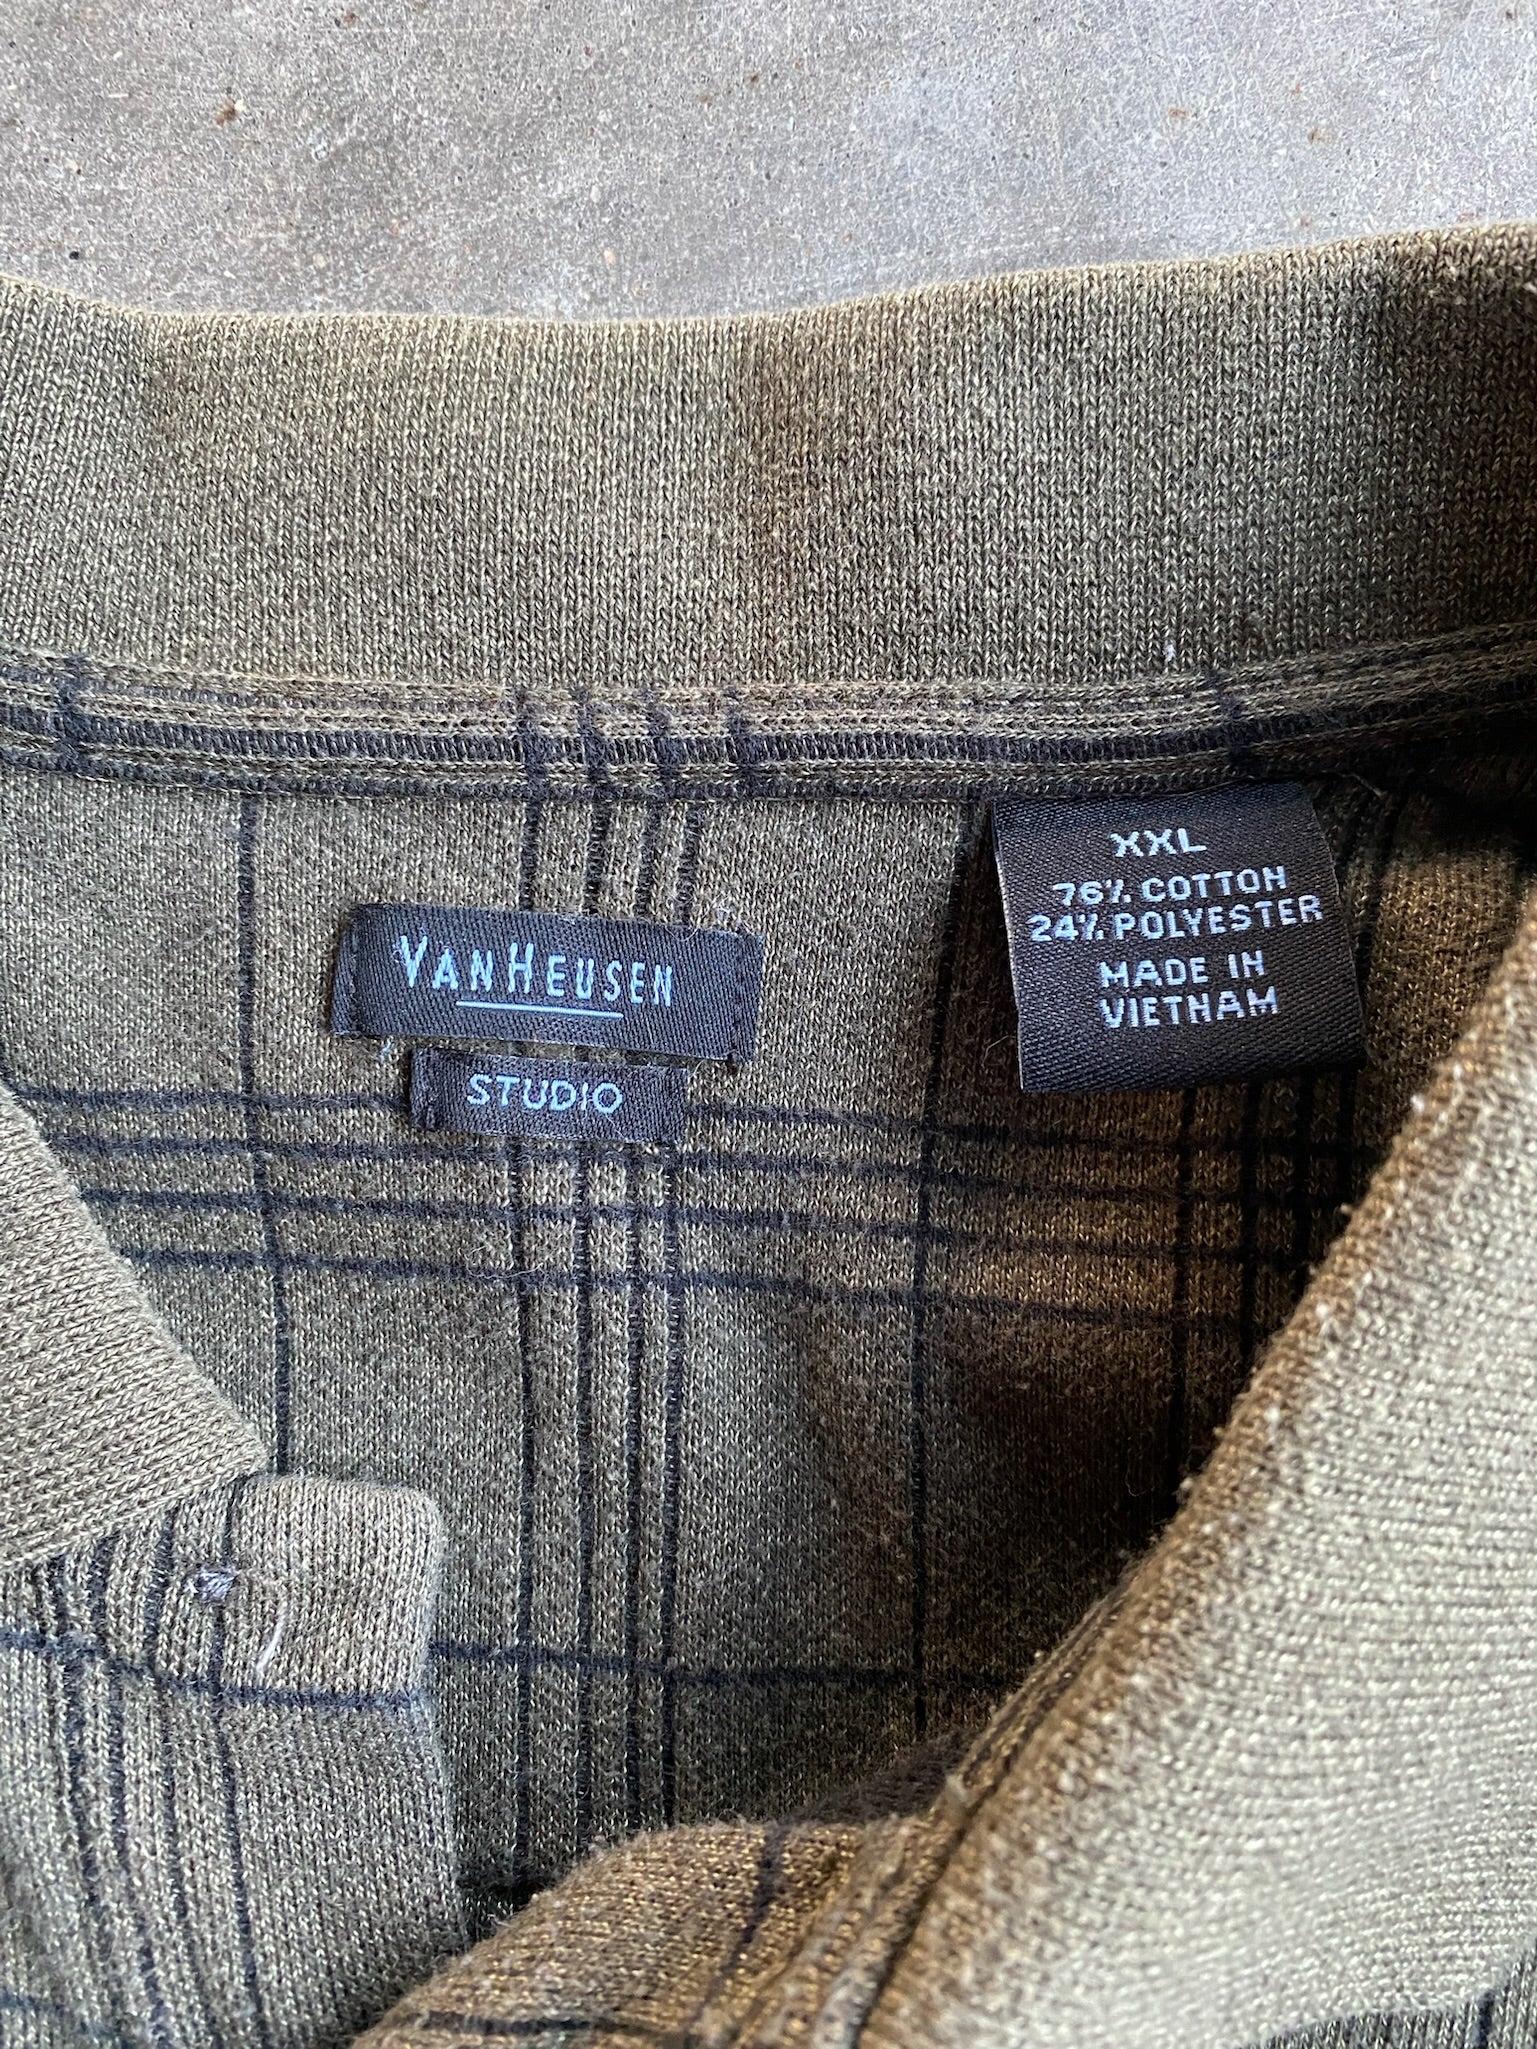 VANHEUSEN
STUDIO
XXL
76% COTTON
24% POLYESTER
MADE IN
VIETNAM